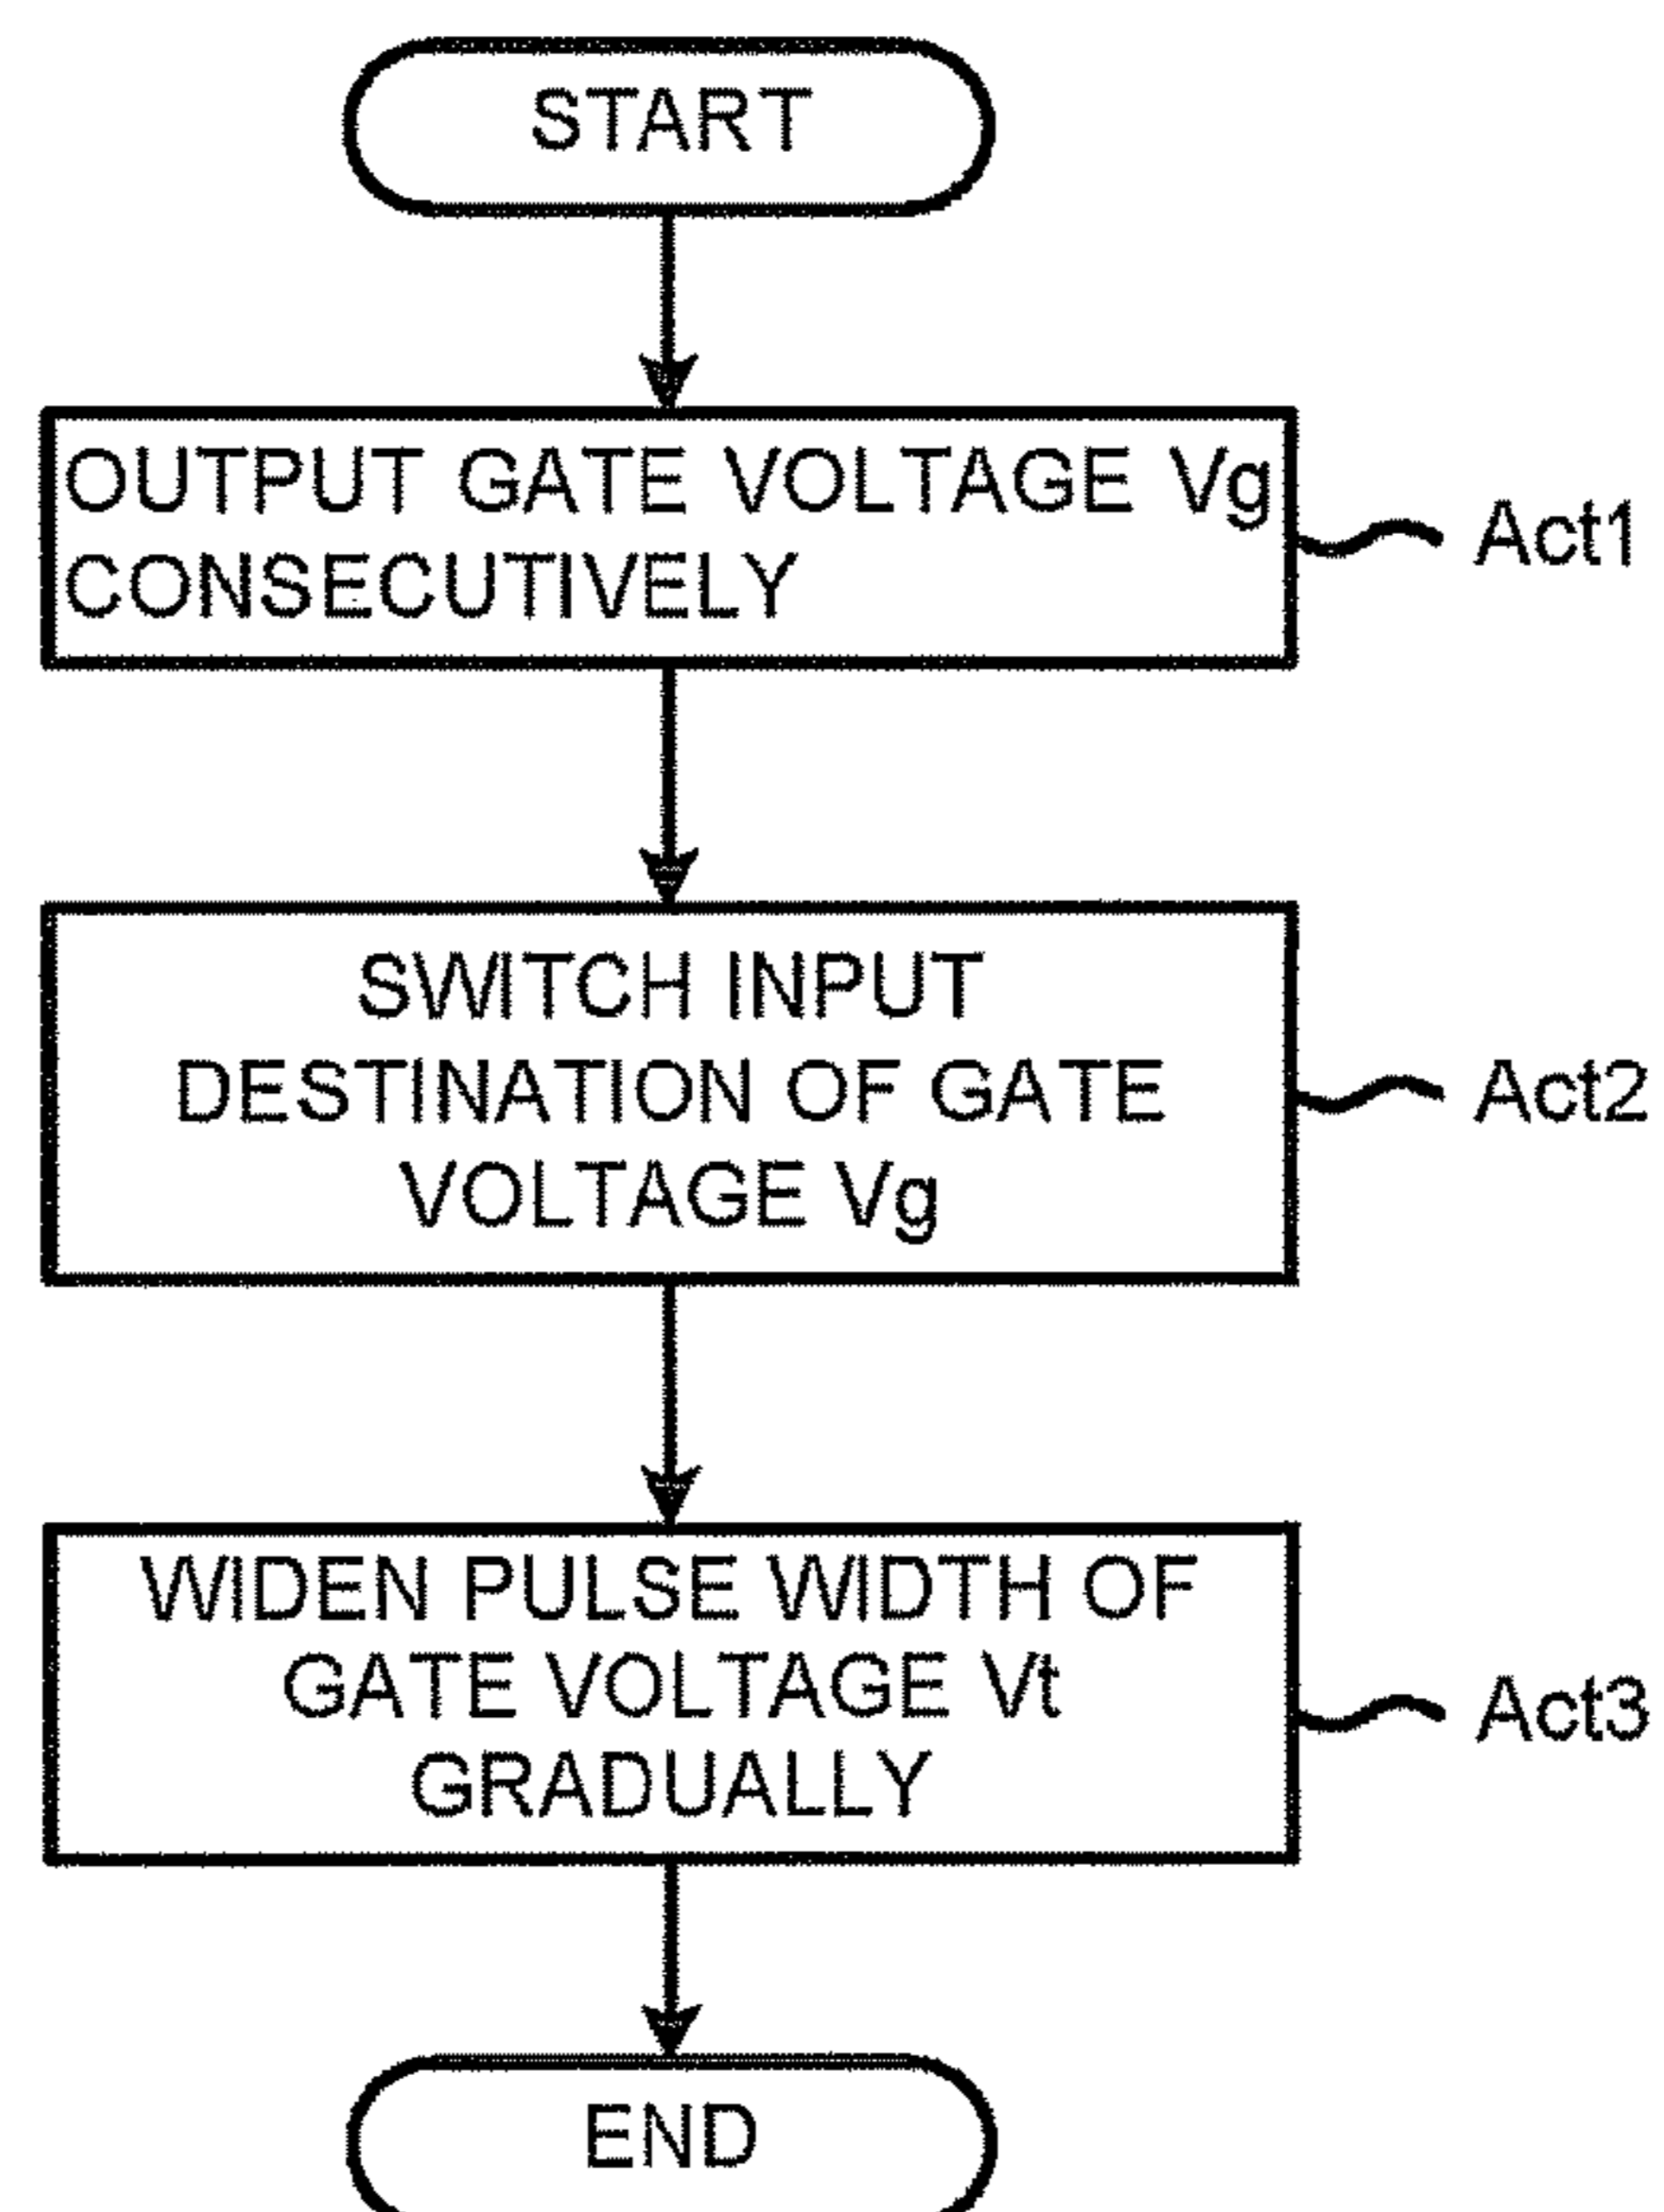 START
OUTPUT GATE VOLTAGE Vg
CONSECUTIVELY
Act1
SWITCH INPUT
DESTINATION OF GATE
VOLTAGE Vg
Act2
WIDEN PULSE WIDTH OF
GATE VOLTAGE Vt
GRADUALLY
Act3
END